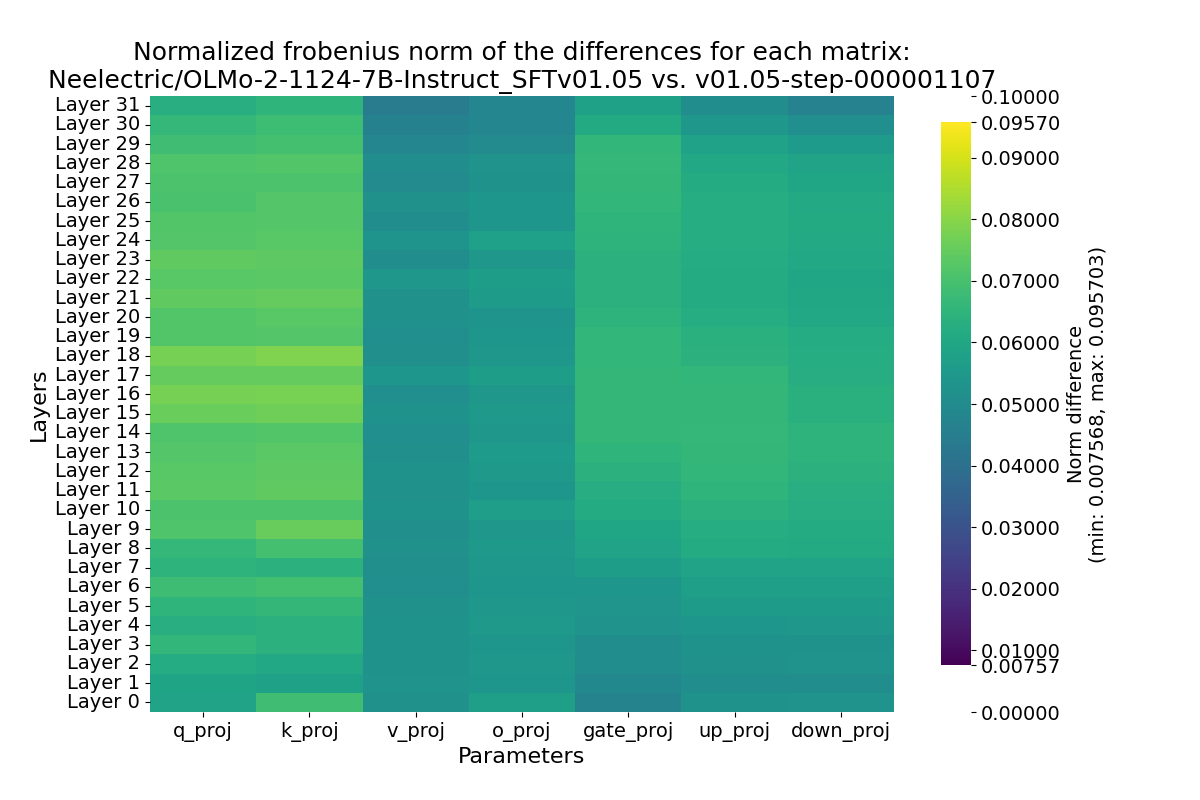 Normalized frobenius norm of the differences for each matrix:
Neelectric/OLMo-2-1124-7B-Instruct_SFTv01.05 vs. v01.05-step-000001107
Layer 31
Layer 30
Layer 29
Layer 28
Layer 27
Layer 26
Layer 25
Layer 24
Layer 23
Layer 22
Layer 21
Layer 20
Layer 19
Layer 18
Layer 17
Layer 16
Layer 15
Layer 14
Layer 13
Layer 12
Layer 11
Layer 10
Layer 9
Layer 8
Layer 7
Layer 6
Layer 5
Layer 4
Layer 3
Layer 2
Layer 1
Layer 0
Layers
q_proj
k_proj
v_proj
o_proj
gate_proj
up_proj
down_proj
Parameters
0.10000
0.09570
0.09000
0.08000
0.07000
0.06000
0.05000
0.04000
0.03000
0.02000
0.01000
0.00757
0.00000
Norm difference
(min: 0.007568, max: 0.095703)